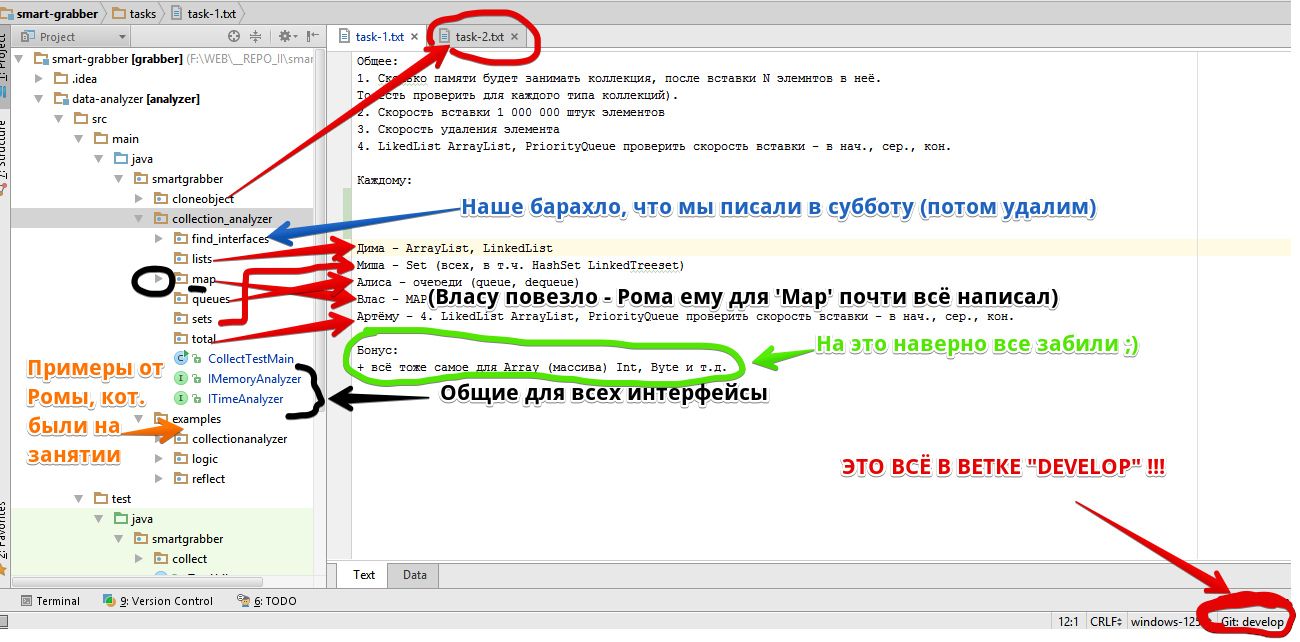 smart-grabber tasks task-1.txt
Project
task-1.txt
task-2.txt
1: Project
smart-grabber [grabber] (F:\WEB\__REPO_II\smar
.idea
data-analyzer [analyzer]
src
main
java
smartgrabber
cloneobject
collection_analyzer
find_interfaces
lists
map
queues
sets
total
CollectTestMain
IMemoryAnalyzer
ITimeAnalyzer
examples
collectionanalyzer
logic
reflect
test
java
smartgrabber
collect
Примеры от
Ромы, кот.
были на
занятии
Общее:
1. Сколько памяти будет занимать коллекция, после вставки N элемнтов в неё.
То есть проверить для каждого типа коллекций).
2. Скорость вставки 1 000 000 штук элементов
3. Скорость удаления элемента
4. LikedList ArrayList, PriorityQueue проверить скорость вставки - в нач., сер., кон.
Каждому:
Наше барахло, что мы писали в субботу (потом удалим)
Дима - ArrayList, LinkedList
Миша - Set (всех, в т.ч. HashSet LinkedTreeset)
Алиса - очереди (queue, dequeue)
Влас - MAP
(Власу повезло - Рома ему для 'Map' почти всё написал)
Артёму - 4. LikedList ArrayList, PriorityQueue проверить скорость вставки - в нач., сер., кон.
Бонус:
+ всё тоже самое для Array (массива) Int, Byte и т.д.
На это наверно все забили ;)
Общие для всех интерфейсы
ЭТО ВСЁ В ВЕТКЕ "DEVELOP" !!!
Text Data
Terminal 9: Version Control 6: TODO
12:1 CRLF windows-125 Git: develop